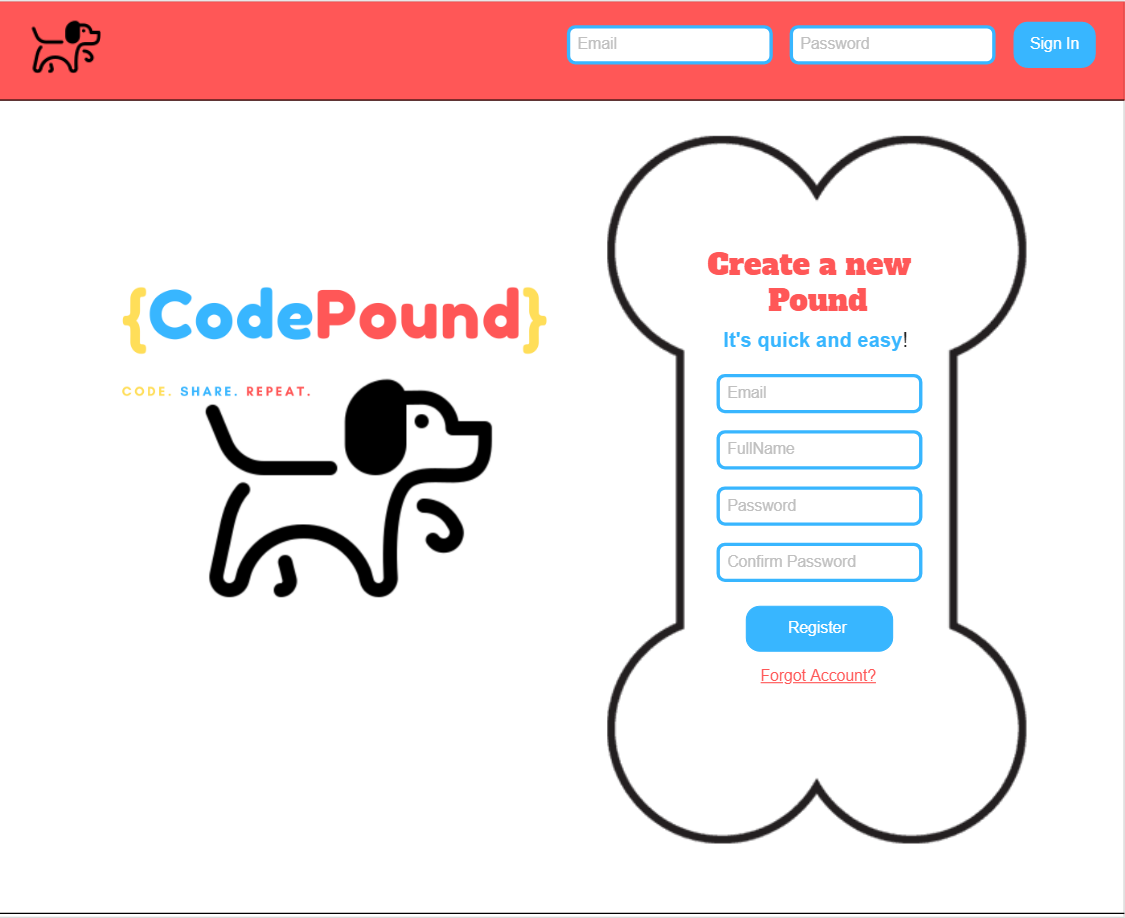 Email Password Sign In
{CodePound}
CODE. SHARE. REPEAT.
Create a new
Pound
It's quick and easy!
Email
FullName
Password
Confirm Password
Register
Forgot Account?